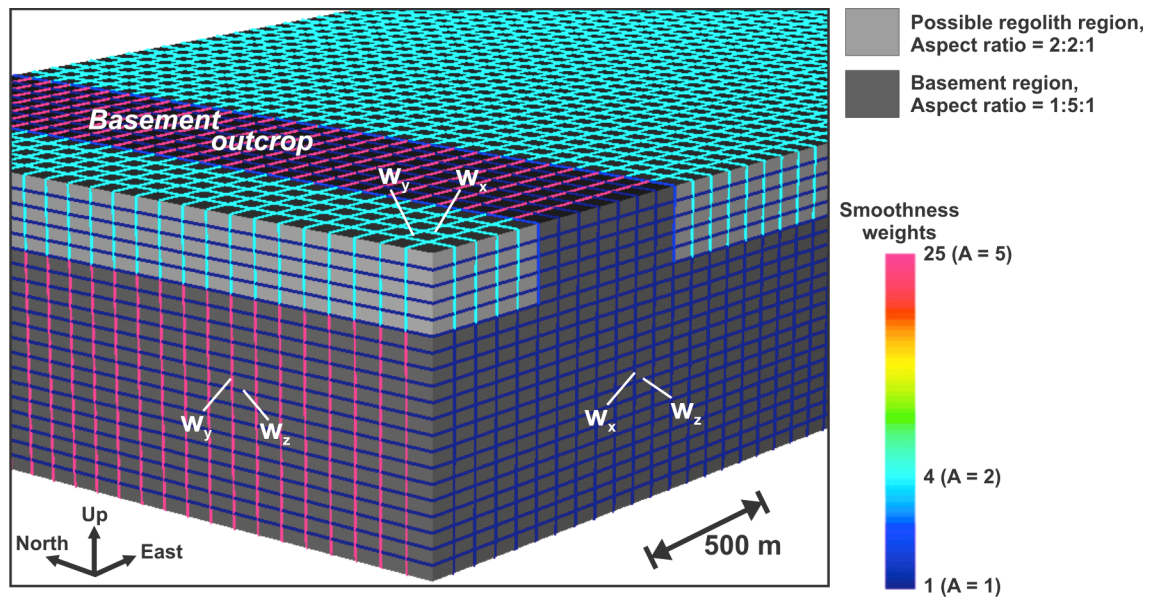 Possible regolith region,
Aspect ratio = 2:2:1
Basement region,
Aspect ratio = 1:5:1
Basement
outcrop
Wy Wx
Wy Wz
Wx Wz
Up
North East
500 m
Smoothness
weights
25 (A = 5)
4 (A = 2)
1 (A = 1)